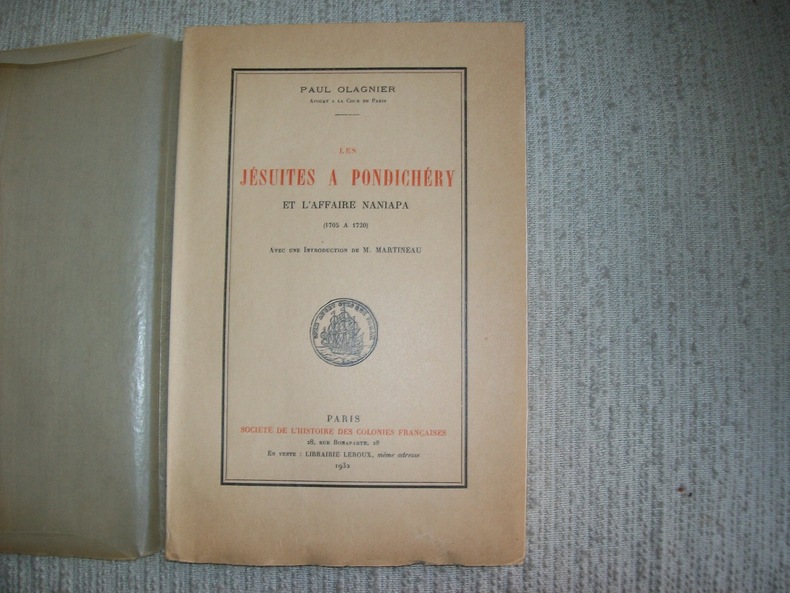 PAUL OLAGNIER
AVOCAT A LA COUR DE PARIS
LES
JÉSUITES A PONDICHÉRY
ET L'AFFAIRE NANIAPA
(1705 A 1720)
AVEC UNE INTRODUCTION DE M. MARTINEAU
PARIS
SOCIÉTÉ DE L'HISTOIRE DES COLONIES FRANÇAISES
28, RUE BONAPARTE, 28
EN VENTE : LIBRAIRIE LEROUX, même adresse
1932